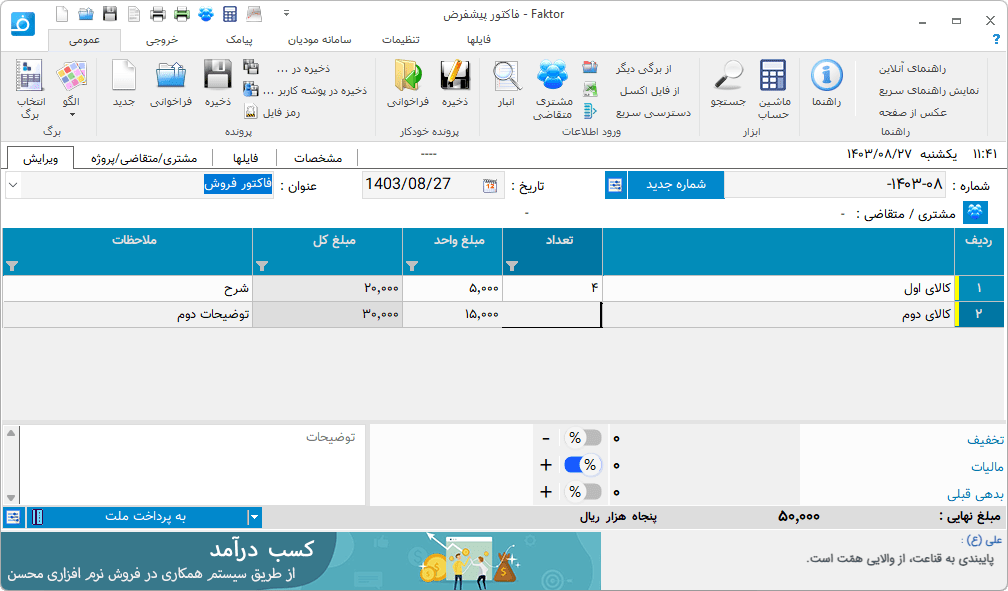 فاکتور پیشفرض - Faktor
عمومی
خروجی
پیامک
سامانه مودیان
تنظیمات
فایلها
?
انتخاب برگ
الگو
برگ
جدید
فراخوانی
ذخیره
ذخیره در ...
ذخیره در پوشه کاربر ...
رمز فایل
پرونده
فراخوانی
ذخیره
پرونده خودکار
انبار
مشتری متقاضی
از برگی دیگر
از فایل اکسل
دسترسی سریع
ورود اطلاعات
جستجو
ماشین حساب
ابزار
راهنما
راهنمای آنلاین
نمایش راهنمای سریع
عکس از صفحه
راهنما
ویرایش
مشتری/متقاضی/پروژه
فایلها
مشخصات
----
۱۱:۴۱ یکشنبه ۱۴۰۳/۰۸/۲۷
شماره :
۱۴۰۳-۰۸-
شماره جدید
تاریخ :
1403/08/27
عنوان :
فاکتور فروش
مشتری / متقاضی : -
-
ردیف تعداد مبلغ واحد مبلغ کل ملاحظات
۱ کالای اول ۴ ۵,۰۰۰ ۲۰,۰۰۰ شرح
۲ کالای دوم ۱۵,۰۰۰ ۳۰,۰۰۰ توضیحات دوم
تخفیف ۰ % -
مالیات ۰ % +
بدهی قبلی ۰ % +
توضیحات
مبلغ نهایی : ۵۰,۰۰۰ پنجاه هزار ریال
به پرداخت ملت
علی (ع) :
پایبندی به قناعت، از والایی همّت است.
کسب درآمد
از طریق سیستم همکاری در فروش نرم افزاری محسن